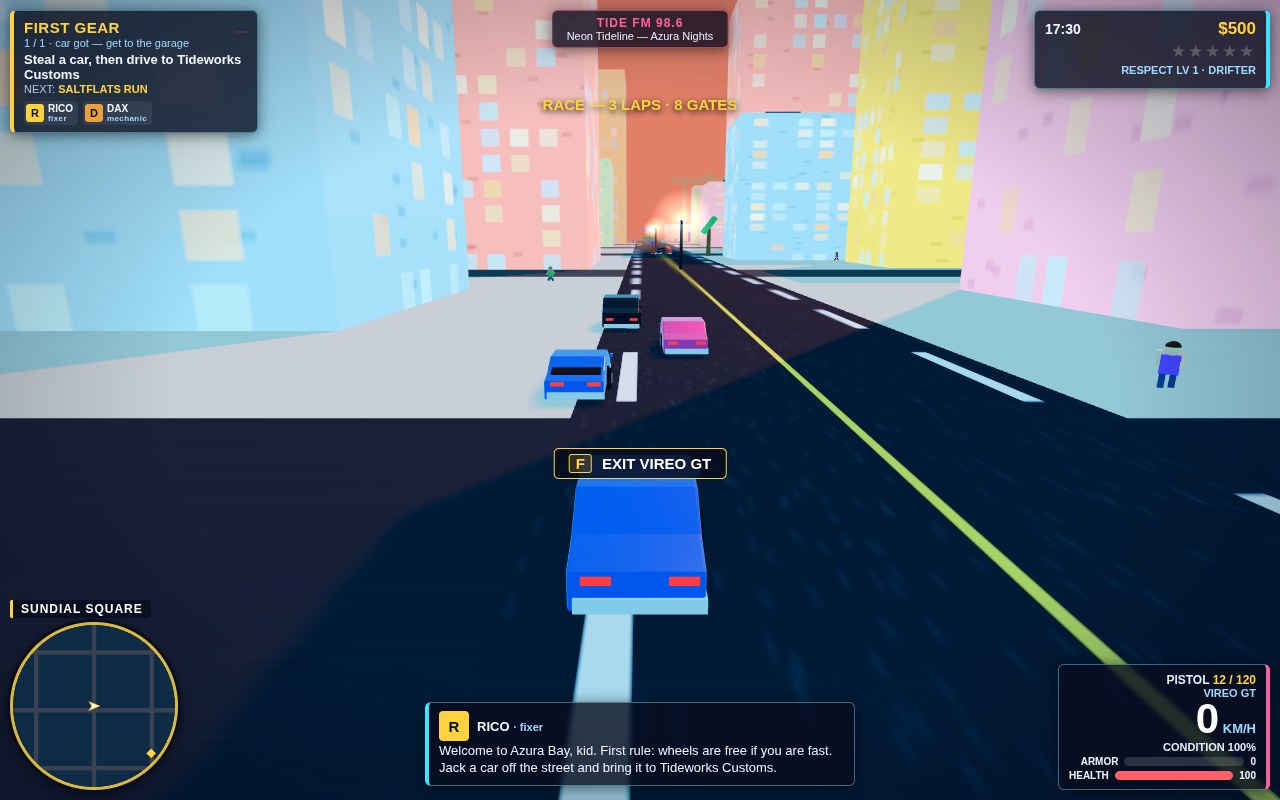 FIRST GEAR
1 / 1 · car got — get to the garage
Steal a car, then drive to Tideworks
Customs
NEXT: SALTFLATS RUN
R RICO fixer D DAX mechanic
TIDE FM 98.6
Neon Tideline — Azura Nights
17:30 $500
★★★★★
RESPECT LV 1 · DRIFTER
RACE — 3 LAPS · 8 GATES
F EXIT VIREO GT
SUNDIAL SQUARE
R RICO · fixer
Welcome to Azura Bay, kid. First rule: wheels are free if you are fast.
Jack a car off the street and bring it to Tideworks Customs.
PISTOL 12 / 120
VIREO GT
0 KM/H
CONDITION 100%
ARMOR 0
HEALTH 100